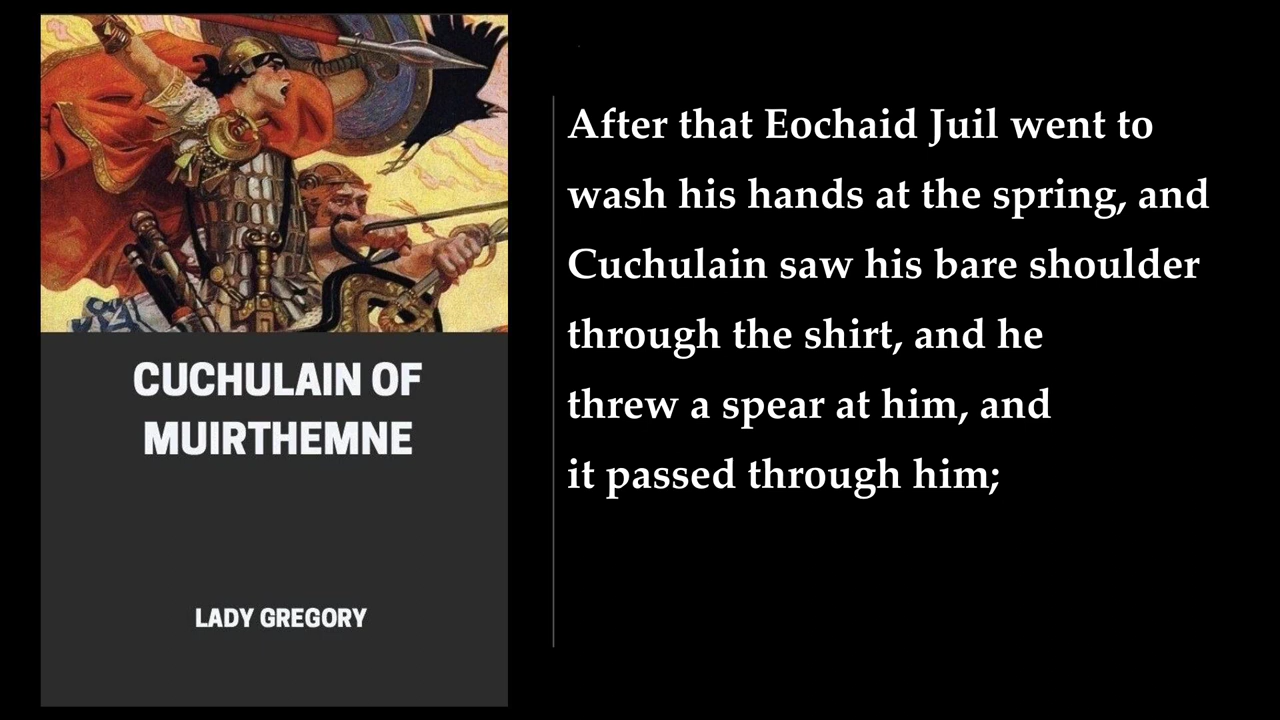 CUCHULAIN OF
MUIRTHEMNE
LADY GREGORY
After that Eochaid Juil went to
wash his hands at the spring, and
Cuchulain saw his bare shoulder
through the shirt, and he
threw a spear at him, and
it passed through him;